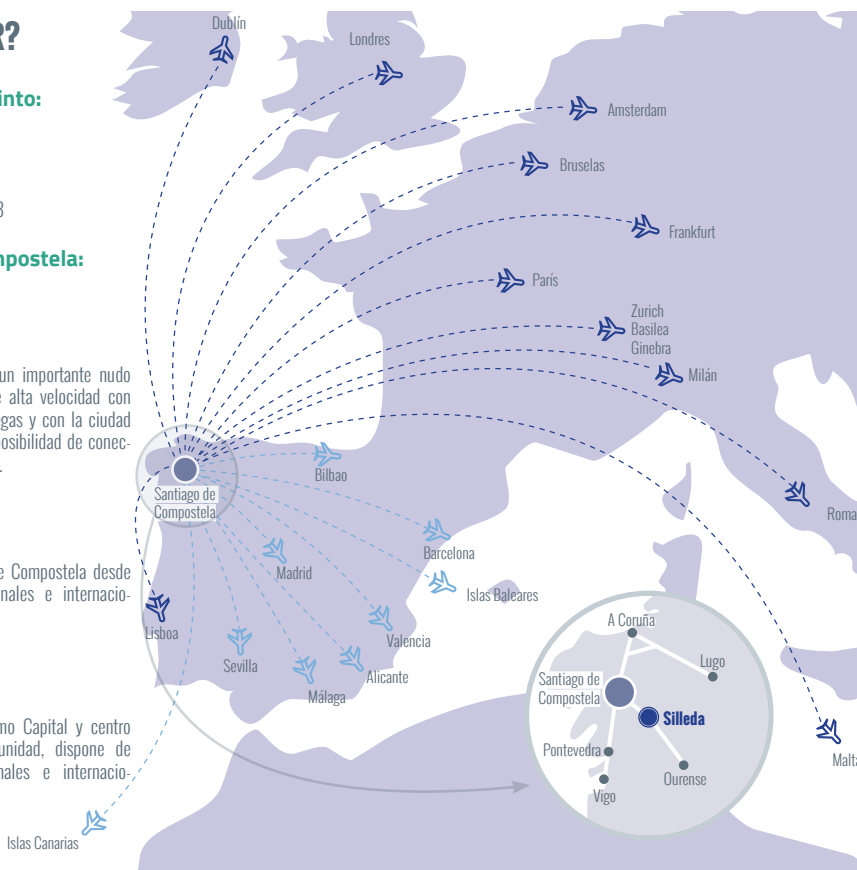 R?
into:
3
mpostela:
un importante nudo
e alta velocidad con
gas y con la ciudad
posibilidad de conec-
.
e Compostela desde
onales e internacio-
mo Capital y centro
unidad, dispone de
nales e internacio-
Dublín
Londres
Amsterdam
Bruselas
Frankfurt
París
Zurich
Basilea
Ginebra
Milán
Roma
Malta
Bilbao
Santiago de
Compostela
Barcelona
Madrid
Islas Baleares
Lisboa
Valencia
Sevilla
Alicante
Málaga
Islas Canarias
A Coruña
Lugo
Santiago de
Compostela
Silleda
Pontevedra
Ourense
Vigo